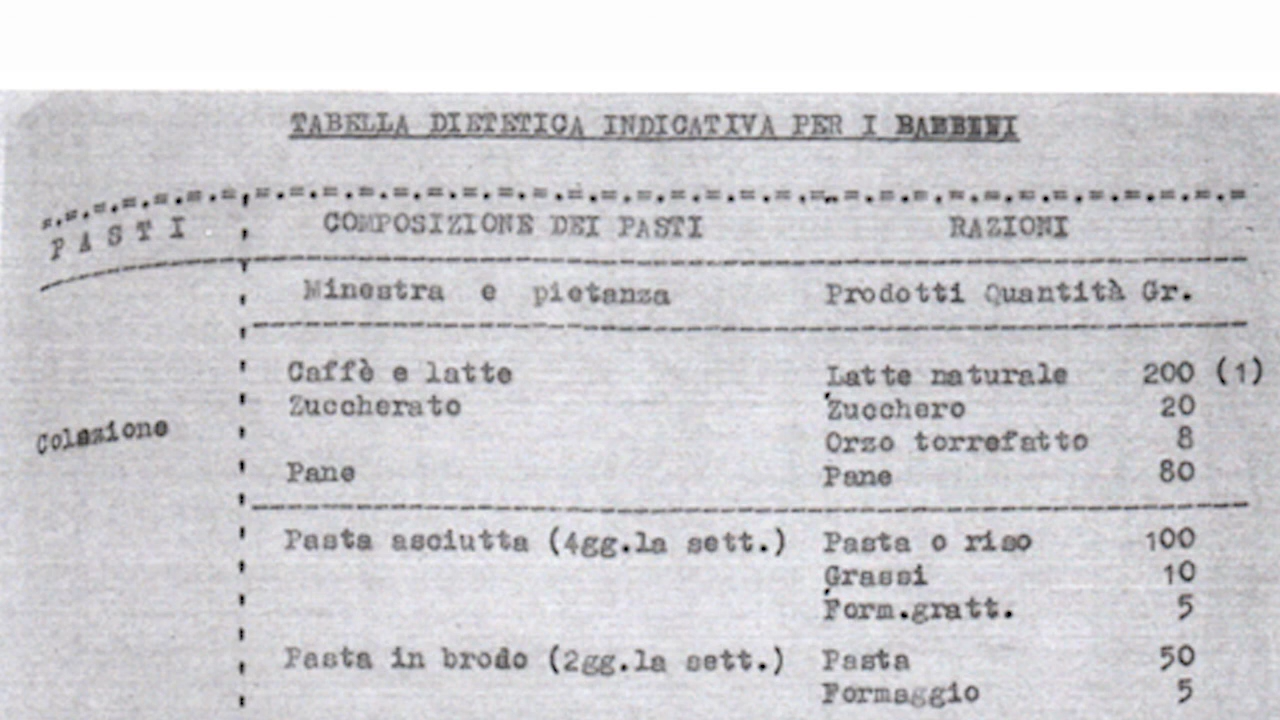 TABELLA DIETETICA INDICATIVA PER I BAMBINI
PASTI COMPOSIZIONE DEI PASTI RAZIONI
Minestra e pietanza Prodotti Quantità Gr.
Caffè e latte Latte naturale 200 (1)
Zuccherato Zucchero 20
Colazione Orzo torrefatto 8
Pane Pane 80
Pasta asciutta (4gg.la sett.) Pasta o riso 100
Grassi 10
Form.gratt. 5
Pasta in brodo (2gg.la sett.) Pasta 50
Formaggio 5